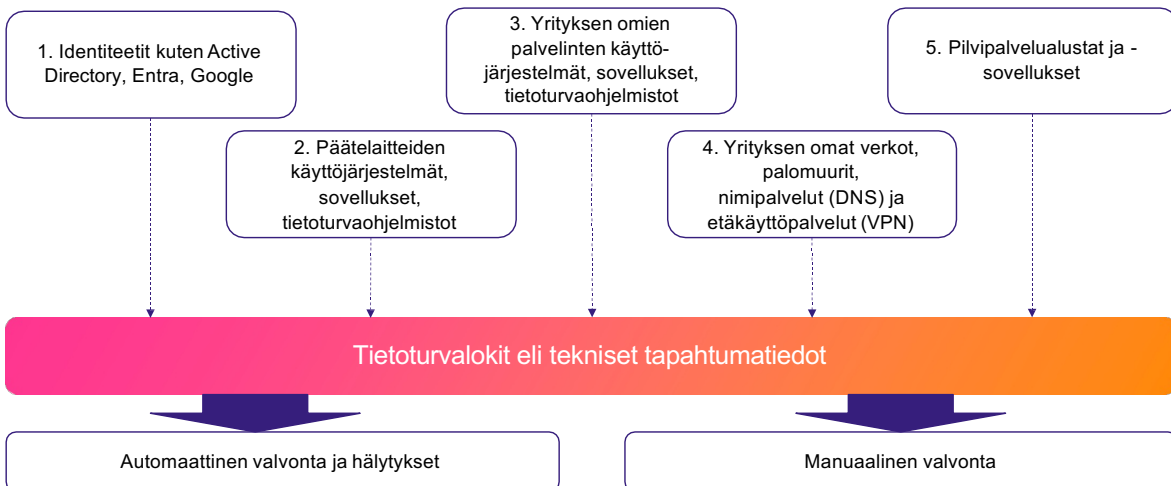 1. Identiteetit kuten Active
Directory, Entra, Google
2. Päätelaitteiden
käyttöjärjestelmät,
sovellukset,
tietoturvaohjelmistot
3. Yrityksen omien
palvelinten käyttö-
järjestelmät, sovellukset,
tietoturvaohjelmistot
4. Yrityksen omat verkot,
palomuurit,
nimipalvelut (DNS) ja
etäkäyttöpalvelut (VPN)
5. Pilvipalvelualustat ja -
sovellukset
Tietoturvalokit eli tekniset tapahtumatiedot
Automaattinen valvonta ja hälytykset
Manuaalinen valvonta